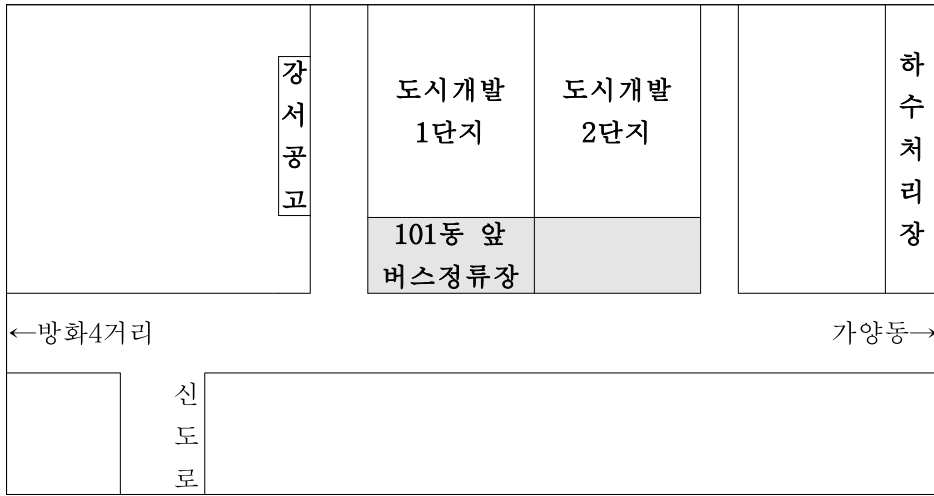 강서공고
도시개발
1단지
도시개발
2단지
하수처리장
101동 앞
버스정류장
←방화4거리
가양동→
신도로